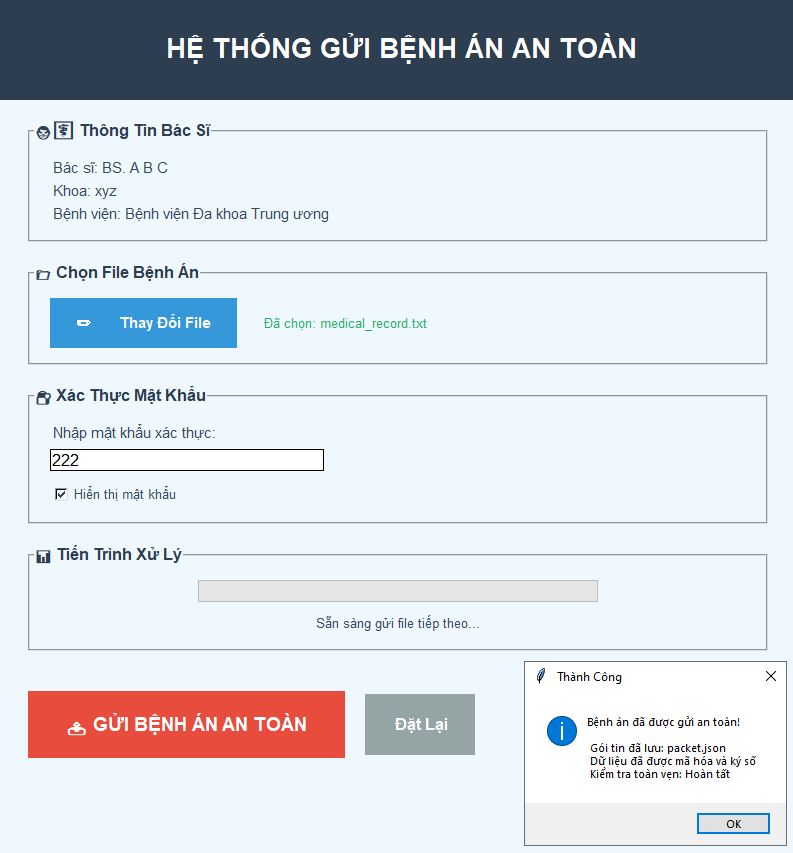 HỆ THỐNG GỬI BỆNH ÁN AN TOÀN
Thông Tin Bác Sĩ
Bác sĩ: BS. A B C
Khoa: xyz
Bệnh viện: Bệnh viện Đa khoa Trung ương
Chọn File Bệnh Án
Thay Đổi File
Đã chọn: medical_record.txt
Xác Thực Mật Khẩu
Nhập mật khẩu xác thực:
222
Hiển thị mật khẩu
Tiến Trình Xử Lý
Sẵn sàng gửi file tiếp theo...
GỬI BỆNH ÁN AN TOÀN
Đặt Lại
Thành Công
Bệnh án đã được gửi an toàn!
Gói tin đã lưu: packet.json
Dữ liệu đã được mã hóa và ký số
Kiểm tra toàn vẹn: Hoàn tất
OK